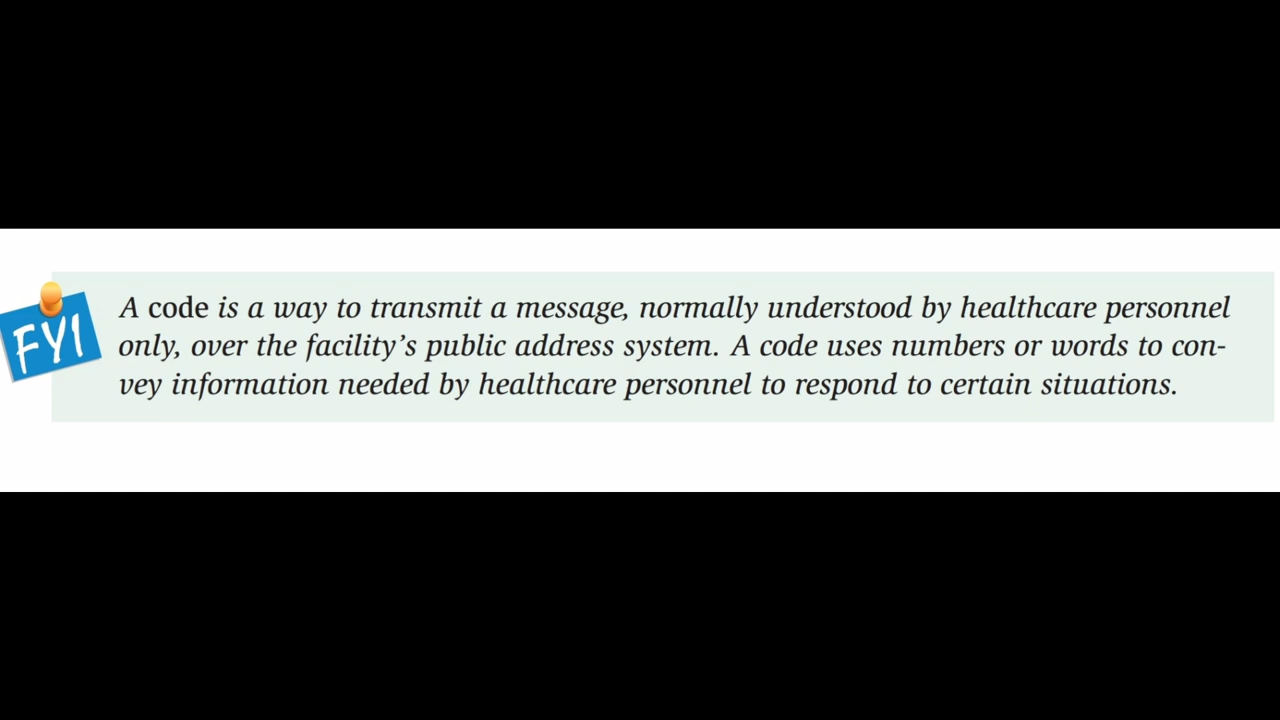 FYI
A code is a way to transmit a message, normally understood by healthcare personnel
only, over the facility’s public address system. A code uses numbers or words to con-
vey information needed by healthcare personnel to respond to certain situations.